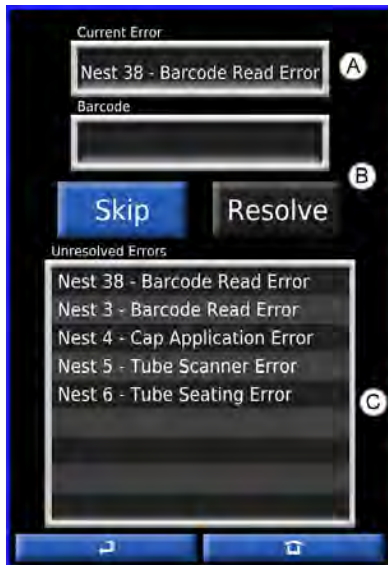 Current Error
Nest 38 - Barcode Read Error
A
Barcode
B
Skip
Resolve
Unresolved Errors
Nest 38 - Barcode Read Error
Nest 3 - Barcode Read Error
Nest 4 - Cap Application Error
Nest 5 - Tube Scanner Error
Nest 6 - Tube Seating Error
C